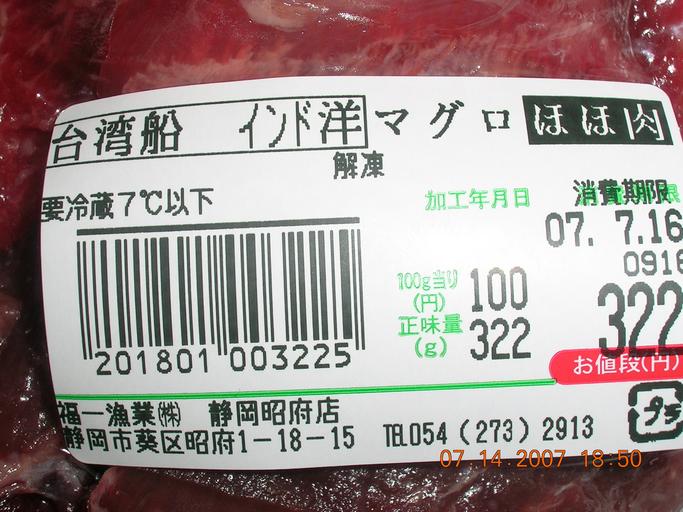 台湾船 インド洋 マグロ ほほ肉
解凍
要冷蔵7℃以下
加工年月日 消費期限
07. 7.16
0918
100g当り(円) 100
正味量(g) 322
322
お値段(円)
201801 003225
福一漁業㈱ 静岡昭府店
静岡市葵区昭府1-18-15 TEL054(273)2913
プラ
07.14.2007 18:50